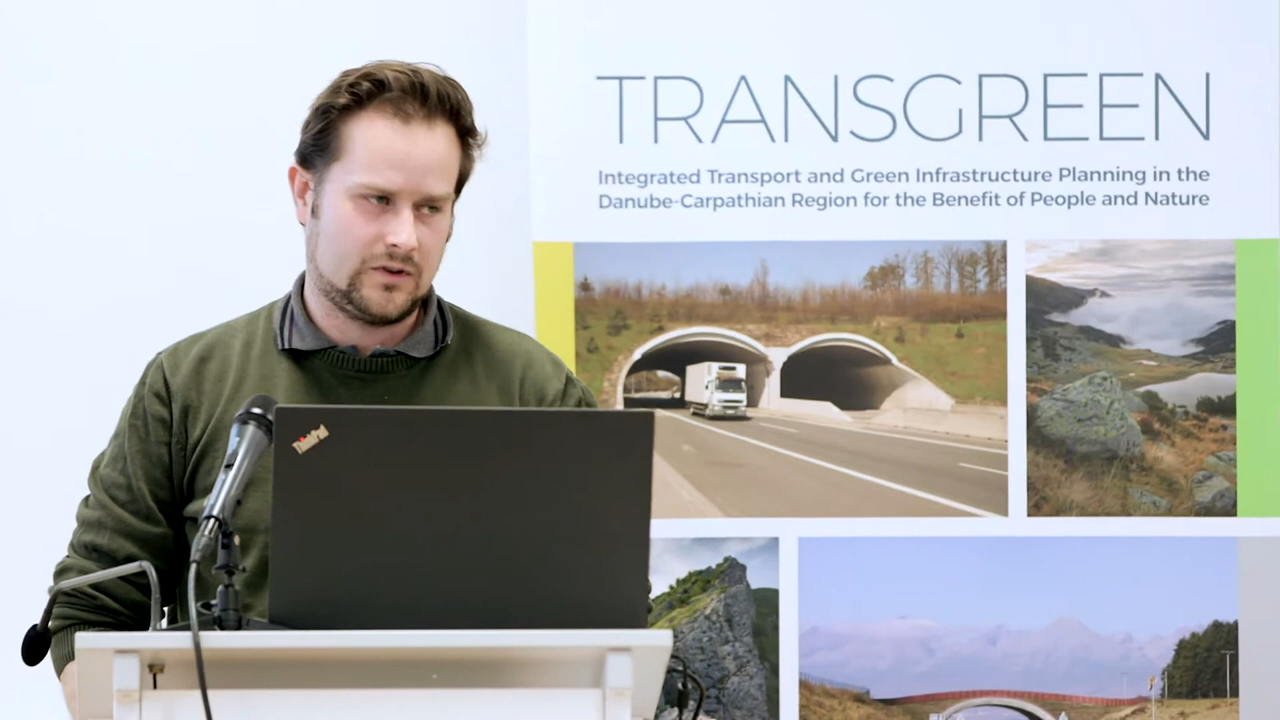 TRANSGREEN
Integrated Transport and Green Infrastructure Planning in the
Danube-Carpathian Region for the Benefit of People and Nature
ThinkPad